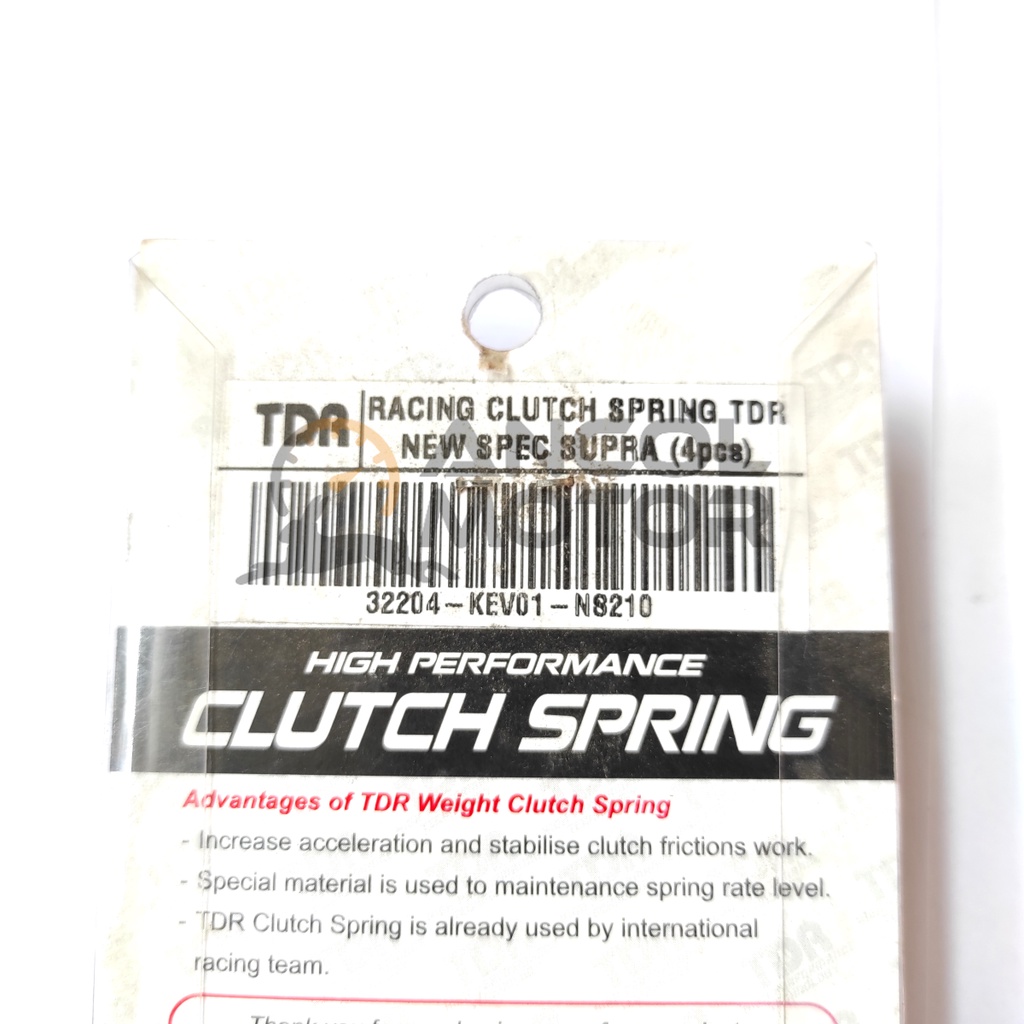 TDR
RACING CLUTCH SPRING TDR
NEW SPEC SUPRA (4pcs)
ANCOL
MOTOR
32204-KEV01-N8210
HIGH PERFORMANCE
CLUTCH SPRING
Advantages of TDR Weight Clutch Spring
- Increase acceleration and stabilise clutch frictions work.
- Special material is used to maintenance spring rate level.
- TDR Clutch Spring is already used by international
racing team.